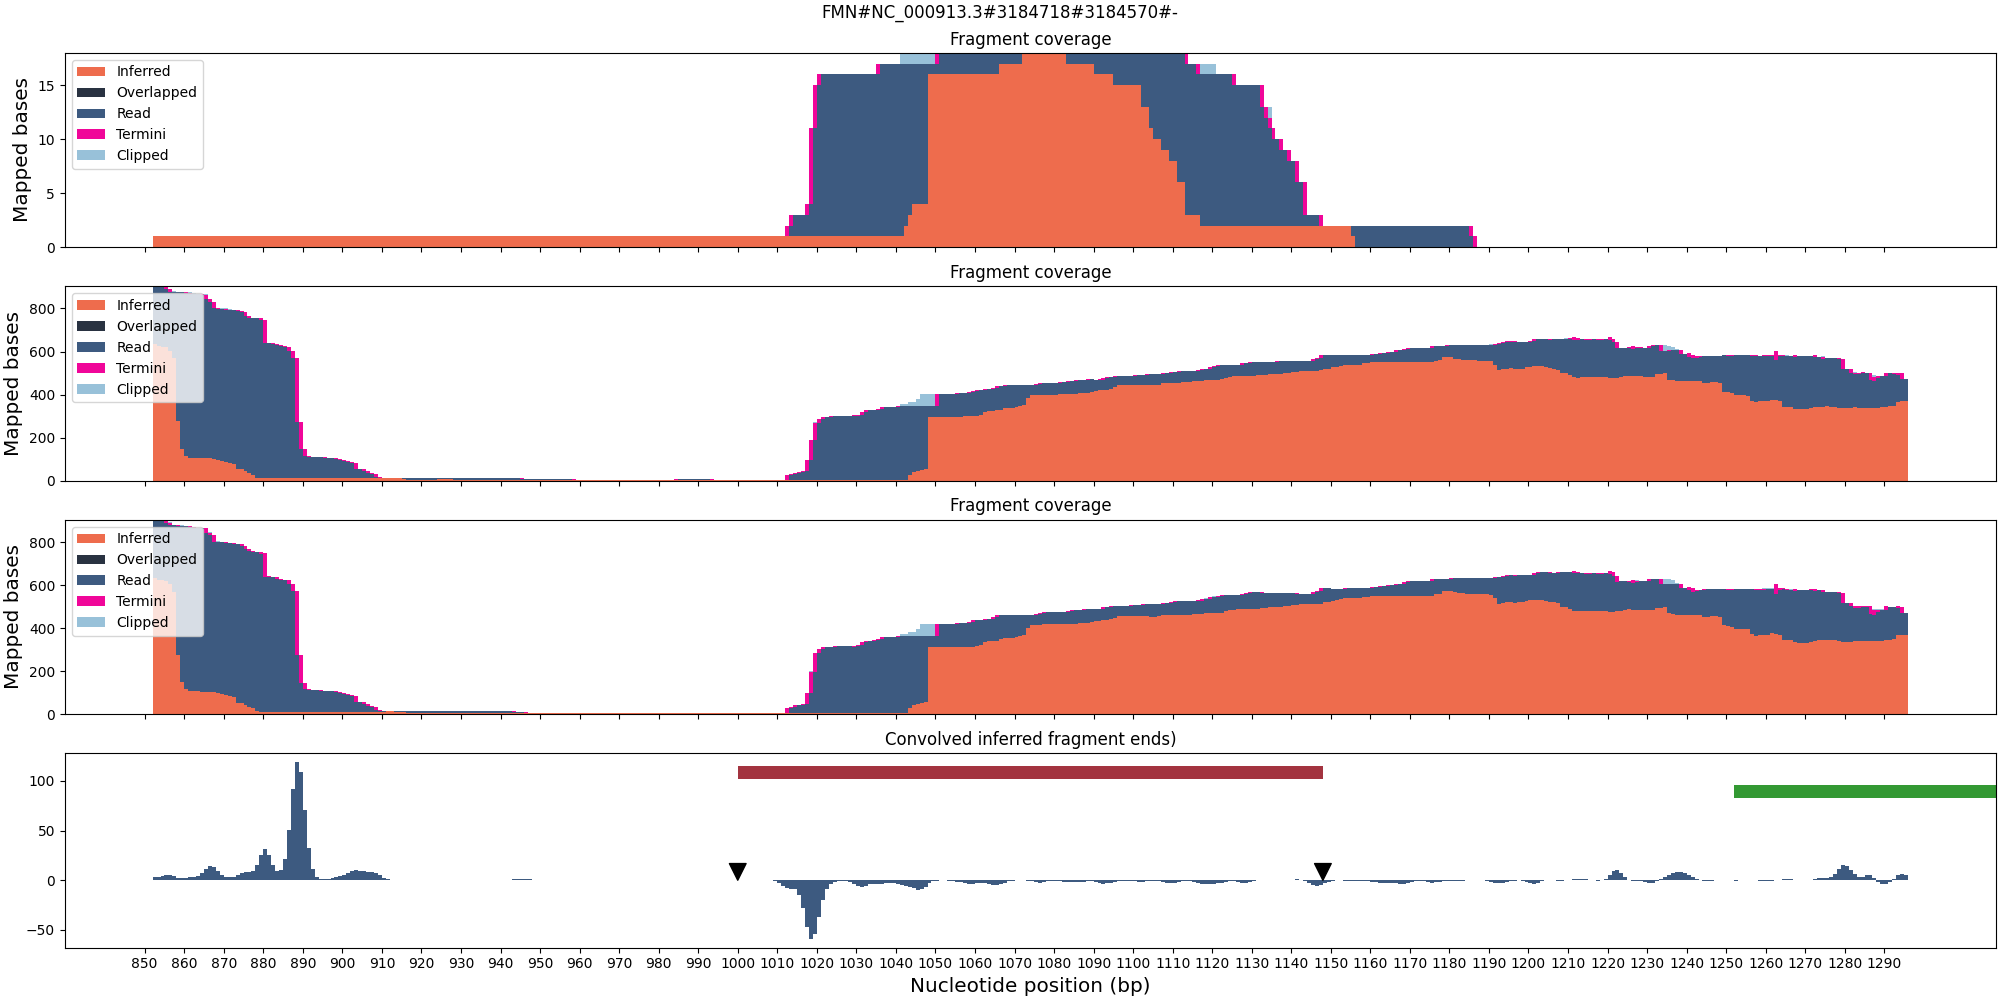 FMN#NC_000913.3#3184718#3184570#-
Fragment coverage
Mapped bases
15
10
5
0
Inferred
Overlapped
Read
Termini
Clipped
Fragment coverage
Mapped bases
800
600
400
200
0
Inferred
Overlapped
Read
Termini
Clipped
Fragment coverage
Mapped bases
800
600
400
200
0
Inferred
Overlapped
Read
Termini
Clipped
Convolved inferred fragment ends)
100
50
0
−50
850 860 870 880 890 900 910 920 930 940 950 960 970 980 990 1000 1010 1020 1030 1040 1050 1060 1070 1080 1090 1100 1110 1120 1130 1140 1150 1160 1170 1180 1190 1200 1210 1220 1230 1240 1250 1260 1270 1280 1290
Nucleotide position (bp)